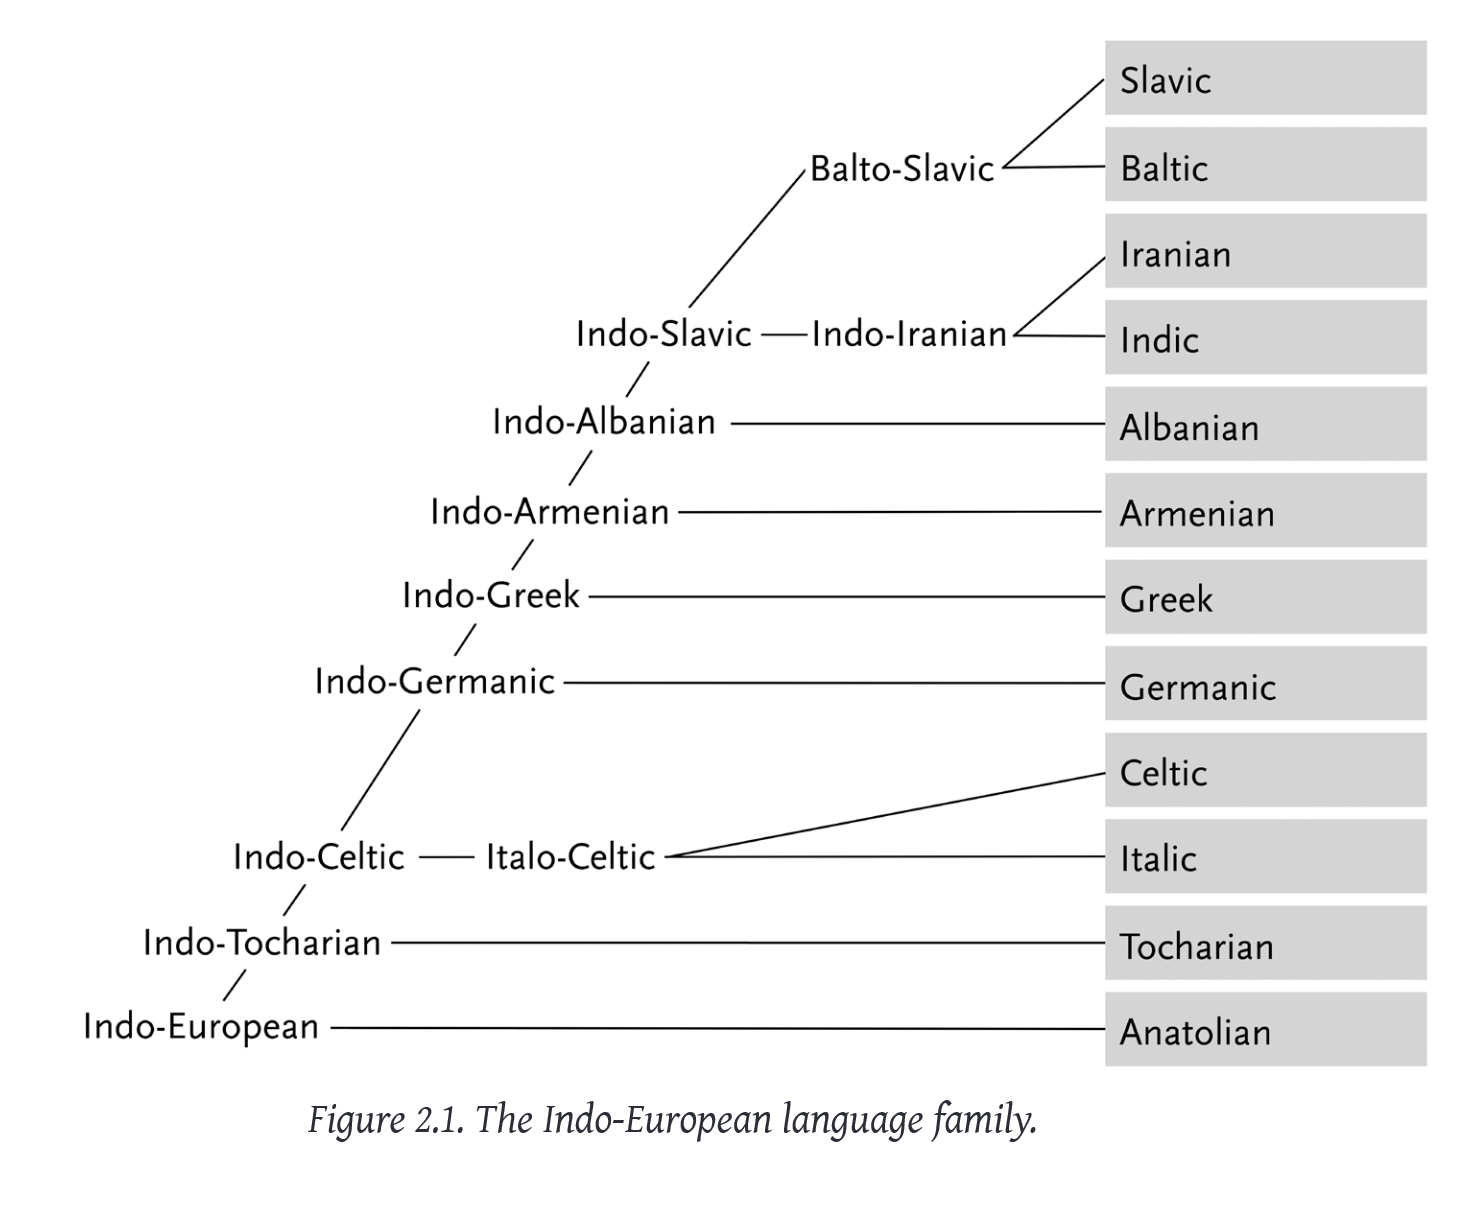 Slavic
Balto-Slavic Baltic
Iranian
Indo-Slavic Indo-Iranian Indic
Indo-Albanian Albanian
Indo-Armenian Armenian
Indo-Greek Greek
Indo-Germanic Germanic
Celtic
Indo-Celtic Italo-Celtic Italic
Indo-Tocharian Tocharian
Indo-European Anatolian
Figure 2.1. The Indo-European language family.